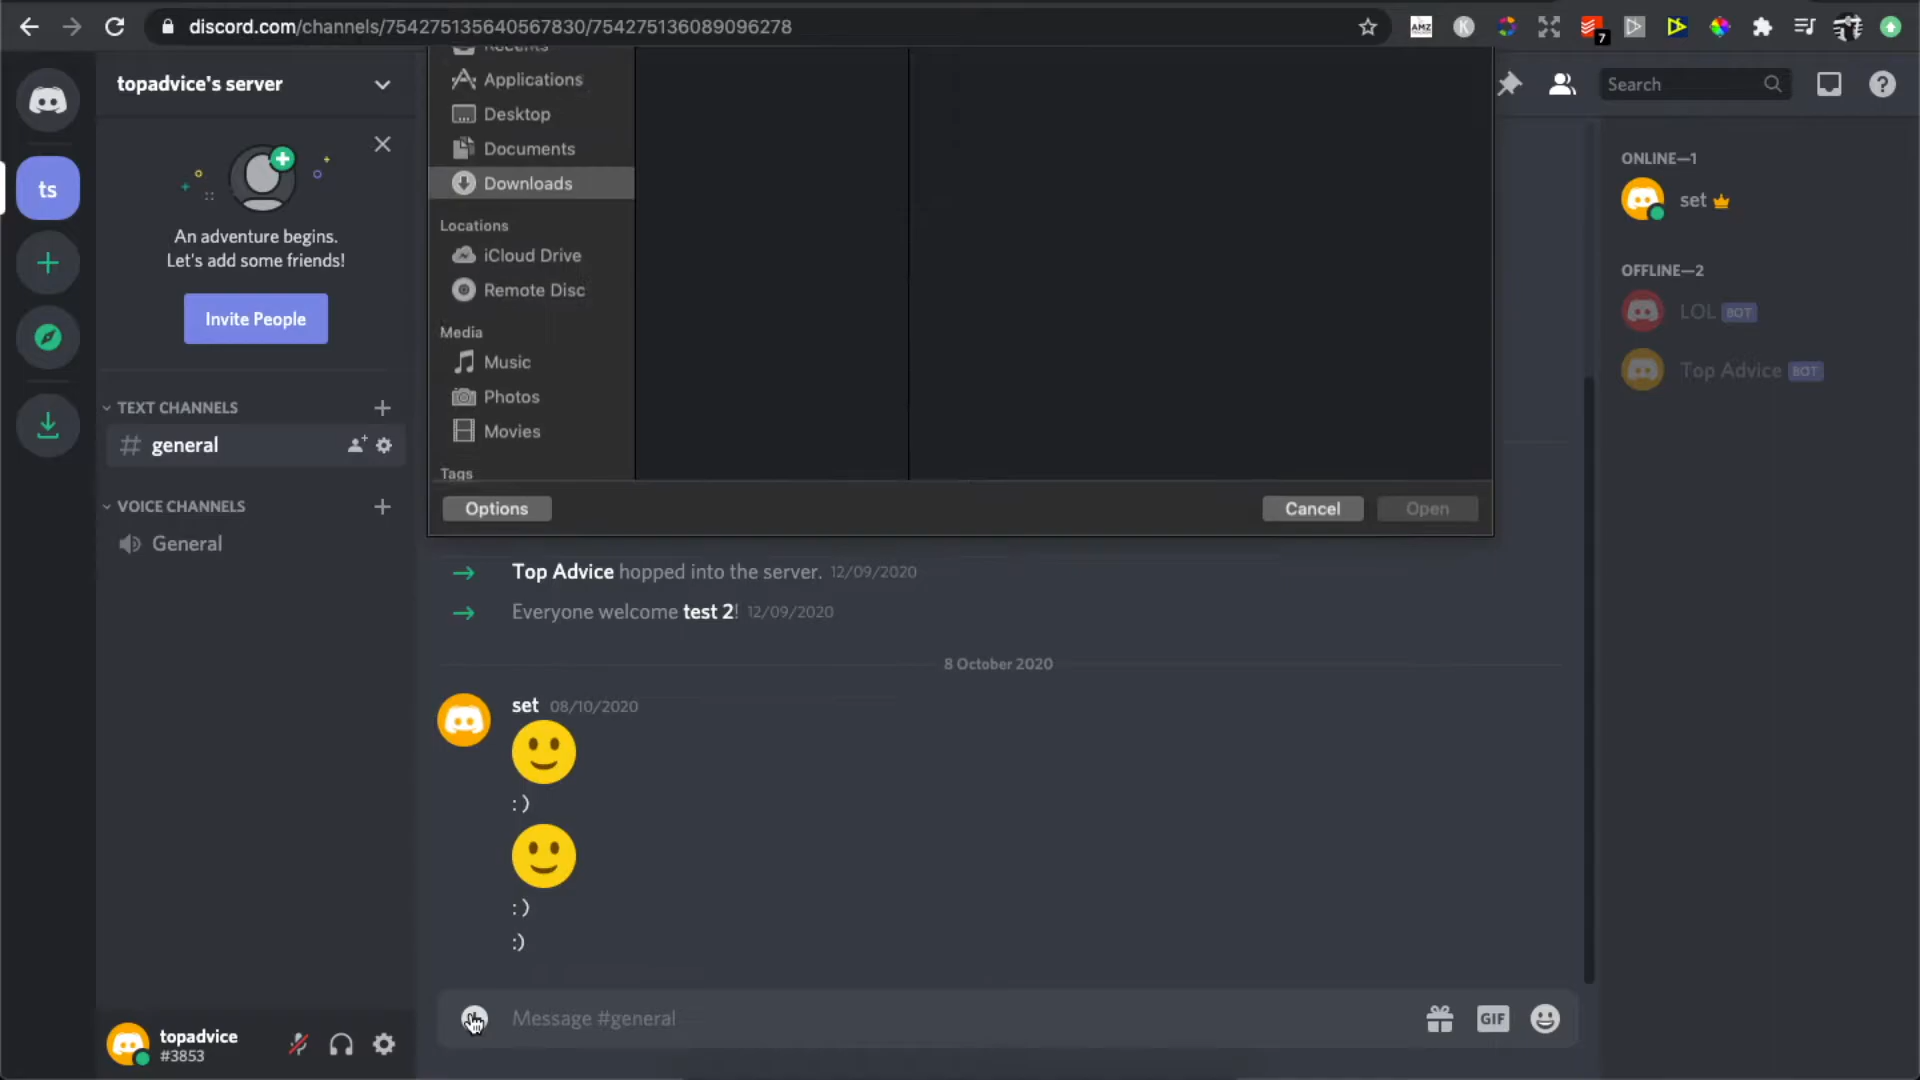 discord.com/channels/754275135640567830/754275136089096278
AMZ
K
7
topadvice's server
An adventure begins.
Let's add some friends!
Invite People
ts
TEXT CHANNELS
general
VOICE CHANNELS
General
topadvice
#3853
Recents
Applications
Desktop
Documents
Downloads
Locations
iCloud Drive
Remote Disc
Media
Music
Photos
Movies
Tags
Options
Cancel
Open
Top Advice hopped into the server. 12/09/2020
Everyone welcome test 2! 12/09/2020
8 October 2020
set 08/10/2020
: )
: )
:)
Message #general
GIF
Search
ONLINE—1
set
OFFLINE—2
LOL BOT
Top Advice BOT